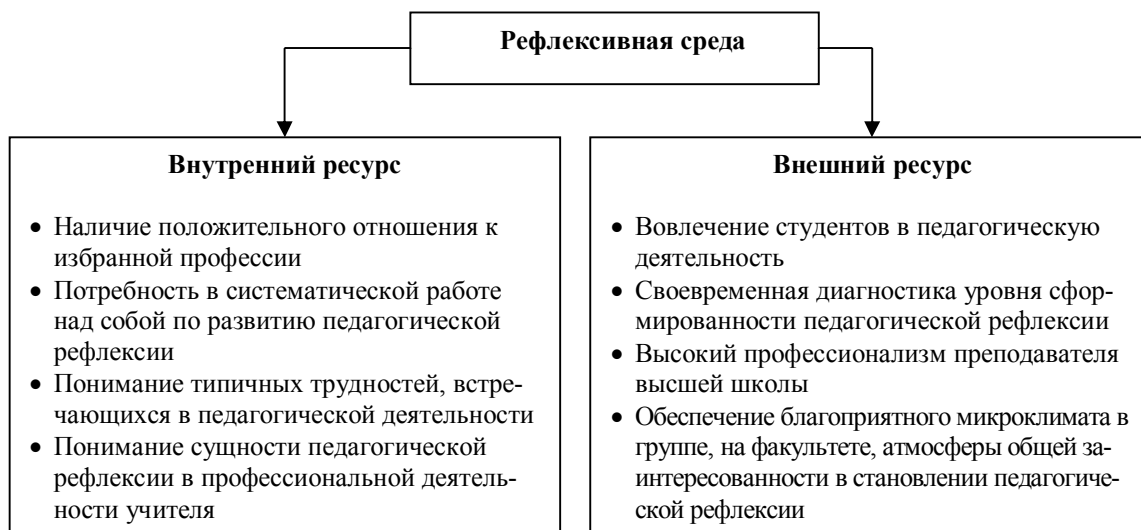 Рефлексивная среда
Внутренний ресурс
• Наличие положительного отношения к
избранной профессии
• Потребность в систематической работе
над собой по развитию педагогической
рефлексии
• Понимание типичных трудностей, встре-
чающихся в педагогической деятельности
• Понимание сущности педагогической
рефлексии в профессиональной деятель-
ности учителя
Внешний ресурс
• Вовлечение студентов в педагогическую
деятельность
• Своевременная диагностика уровня сфор-
мированности педагогической рефлексии
• Высокий профессионализм преподавателя
высшей школы
• Обеспечение благоприятного микроклимата в
группе, на факультете, атмосферы общей за-
интересованности в становлении педагогиче-
ской рефлексии